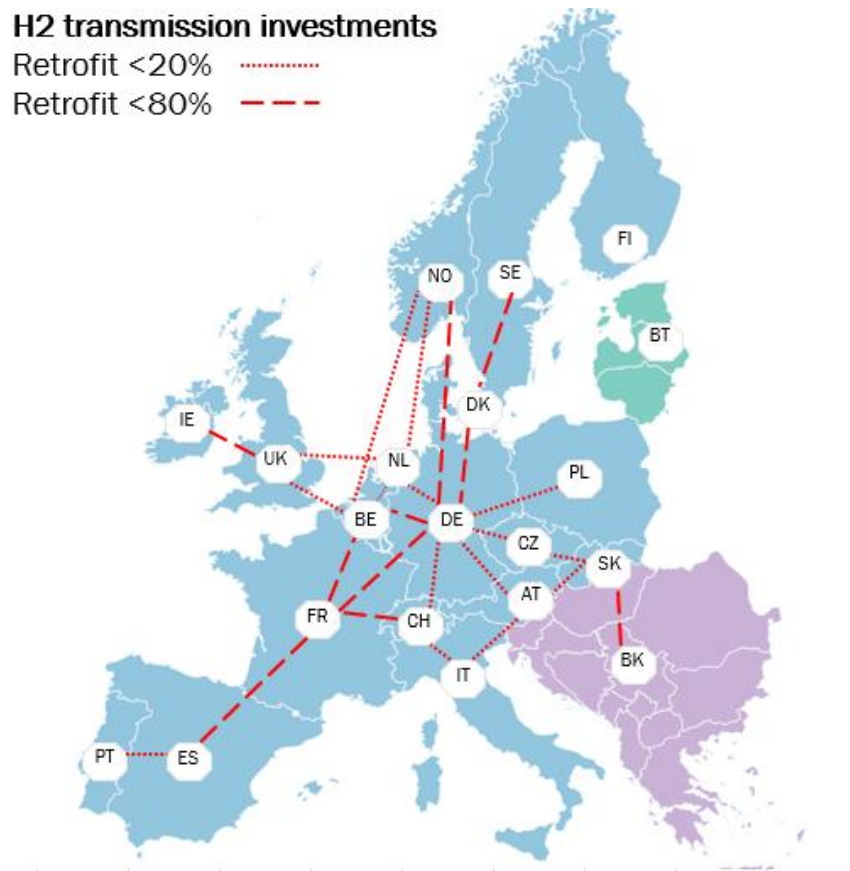 H2 transmission investments
Retrofit <20%
Retrofit <80%
FI
NO
SE
BT
DK
IE
UK
NL
PL
BE
DE
CZ
SK
AT
FR
CH
BK
IT
PT
ES